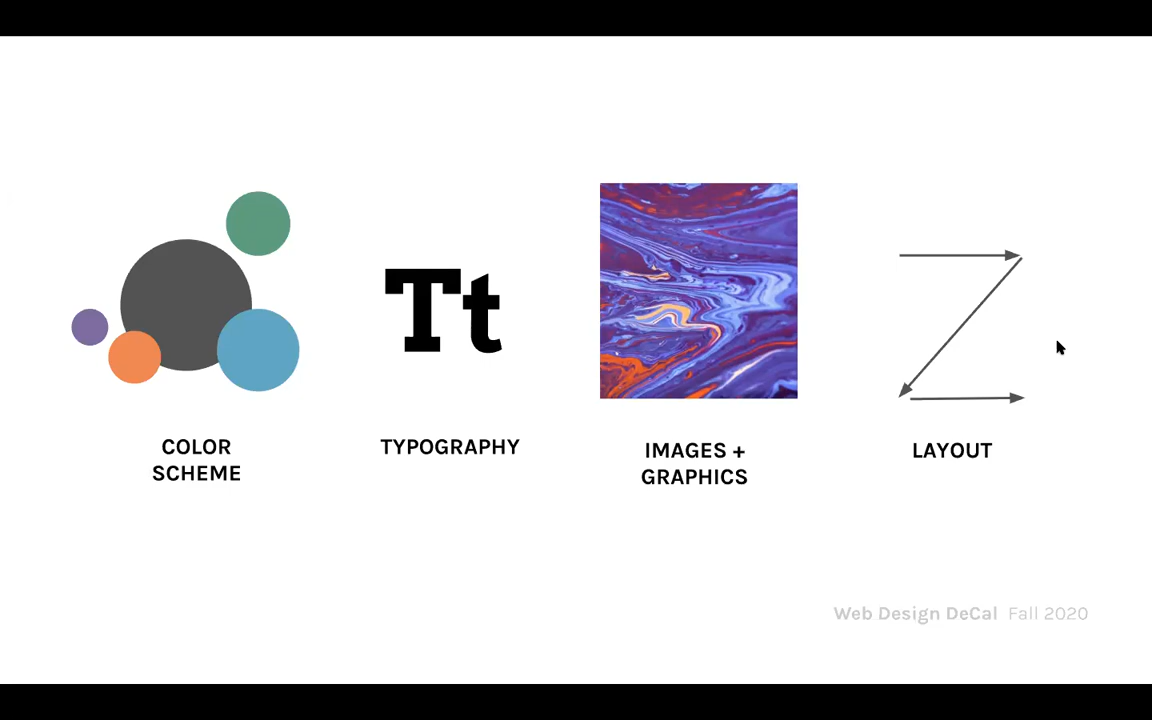 Tt
COLOR
SCHEME
TYPOGRAPHY
IMAGES +
GRAPHICS
LAYOUT
Web Design DeCal Fall 2020